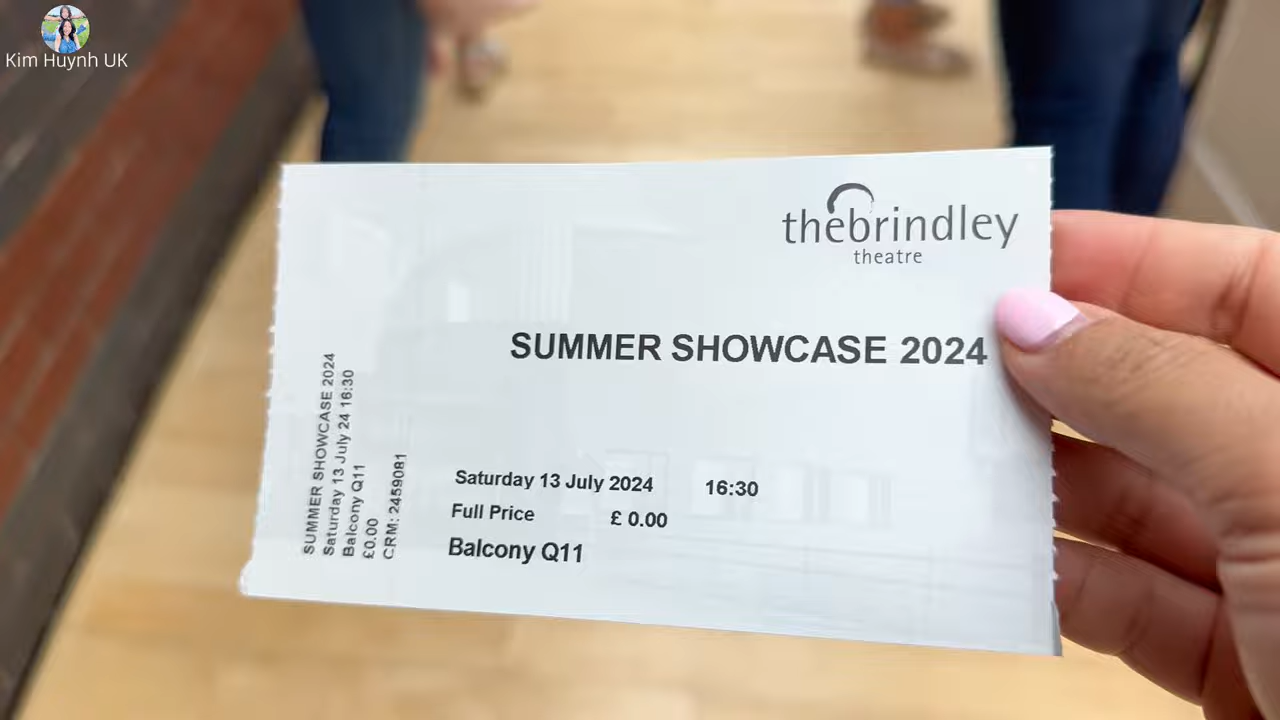 Kim Huynh UK
thebrindley
theatre
SUMMER SHOWCASE 2024
Saturday 13 July 2024 16:30
Full Price £ 0.00
Balcony Q11
SUMMER SHOWCASE 2024
Saturday 13 July 24 16:30
Balcony Q11
£0.00
CRM: 2459081